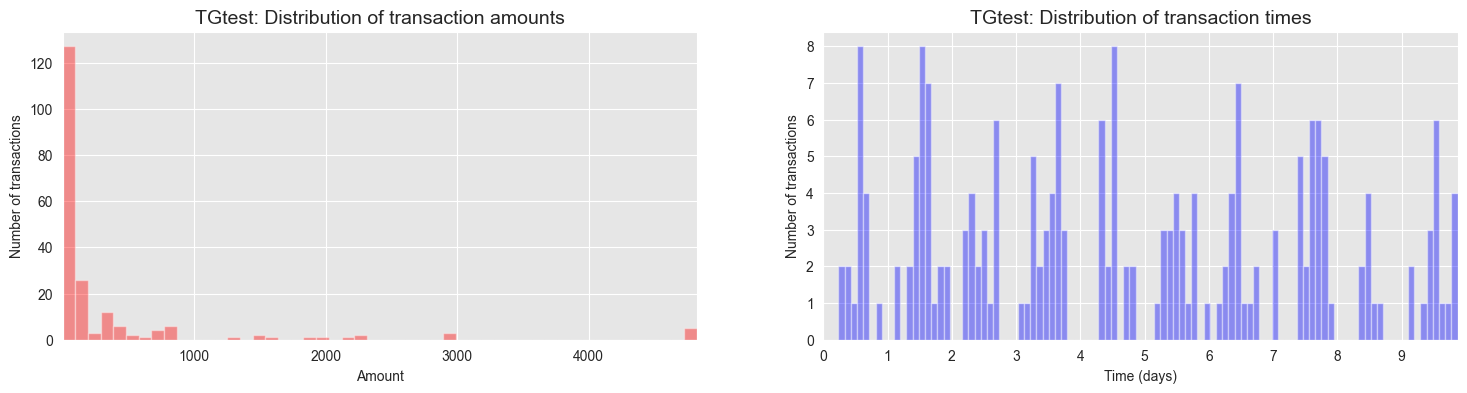 TGtest: Distribution of transaction amounts
Number of transactions
120
100
80
60
40
20
0
1000 2000 3000 4000
Amount
TGtest: Distribution of transaction times
Number of transactions
8
7
6
5
4
3
2
1
0
0 1 2 3 4 5 6 7 8 9
Time (days)